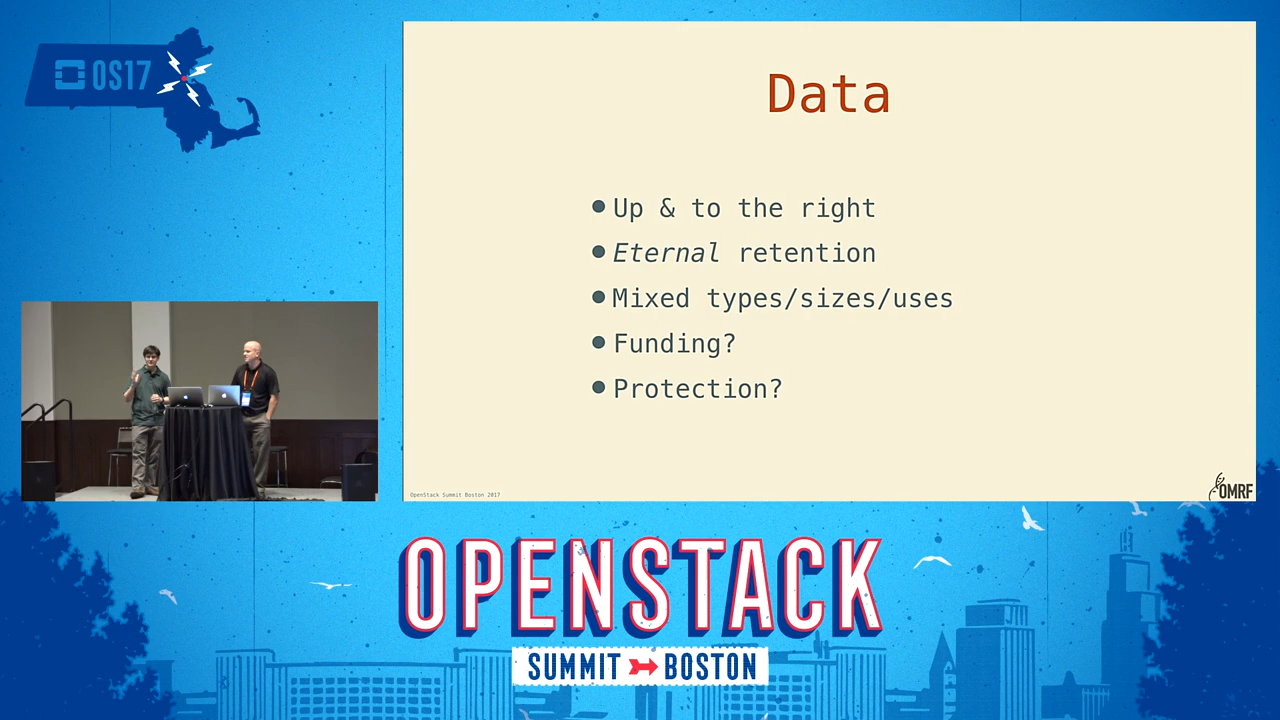 OS17
Data
Up & to the right
Eternal retention
Mixed types/sizes/uses
Funding?
Protection?
OpenStack Summit Boston 2017
OMRF
OPENSTACK
SUMMIT BOSTON